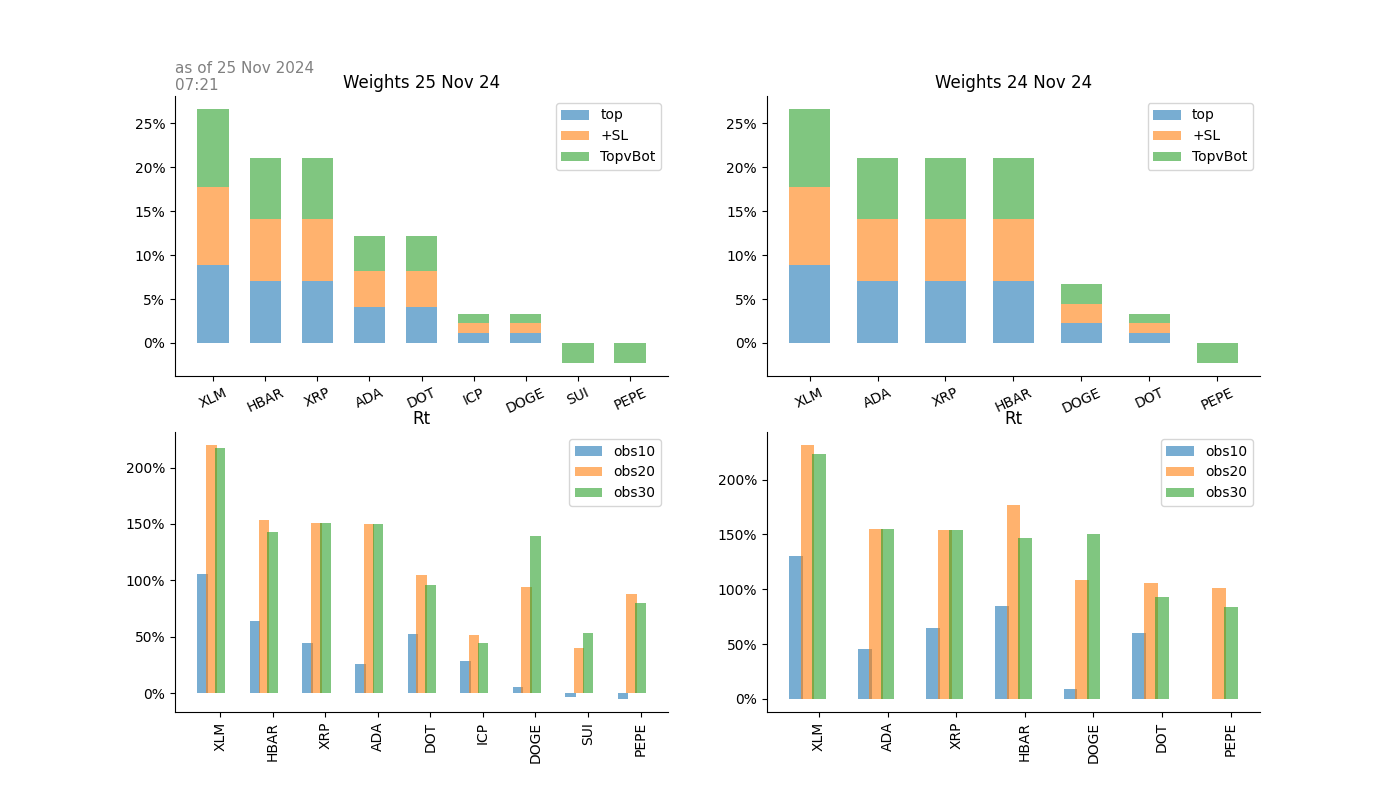 as of 25 Nov 2024
07:21
Weights 25 Nov 24
25%
20%
15%
10%
5%
0%
top
+SL
TopvBot
XLM
HBAR
XRP
ADA
DOT
ICP
DOGE
SUI
PEPE
Weights 24 Nov 24
25%
20%
15%
10%
5%
0%
top
+SL
TopvBot
XLM
ADA
XRP
HBAR
DOGE
DOT
PEPE
Rt
200%
150%
100%
50%
0%
obs10
obs20
obs30
XLM
HBAR
XRP
ADA
DOT
ICP
DOGE
SUI
PEPE
Rt
200%
150%
100%
50%
0%
obs10
obs20
obs30
XLM
ADA
XRP
HBAR
DOGE
DOT
PEPE